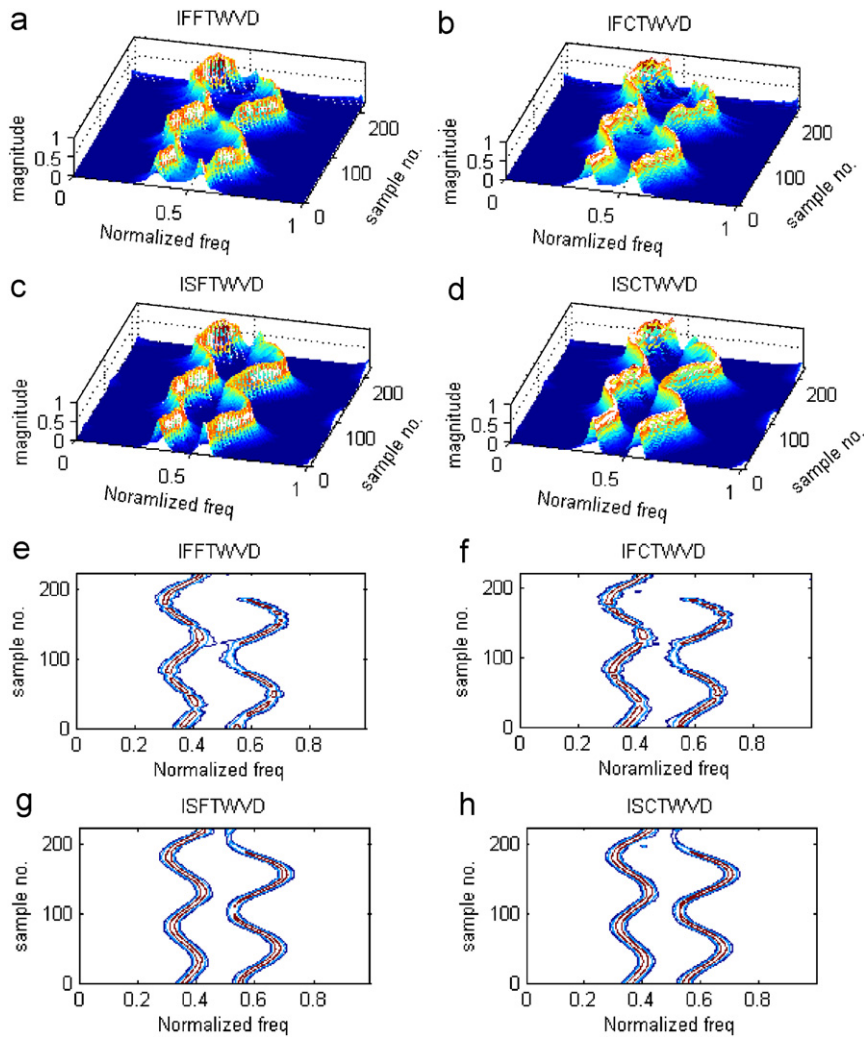 a
IFFTWVD
magnitude
1
0.5
0
0
0.5
1
Normalized freq
0
100
200
sample no.
b
IFCTWVD
magnitude
1
0.5
0
0
0.5
1
Noramlized freq
0
100
200
sample no.
c
ISFTWVD
magnitude
1
0.5
0
0
0.5
1
Noramlized freq
0
100
200
sample no.
d
ISCTWVD
magnitude
1
0.5
0
0
0.5
1
Noramlized freq
0
100
200
sample no.
e
IFFTWVD
sample no.
200
100
0
0 0.2 0.4 0.6 0.8
Normalized freq
f
IFCTWVD
sample no.
200
100
0
0 0.2 0.4 0.6 0.8
Noramlized freq
g
ISFTWVD
sample no.
200
100
0
0 0.2 0.4 0.6 0.8
Normalized freq
h
ISCTWVD
sample no.
200
100
0
0 0.2 0.4 0.6 0.8
Normalized freq